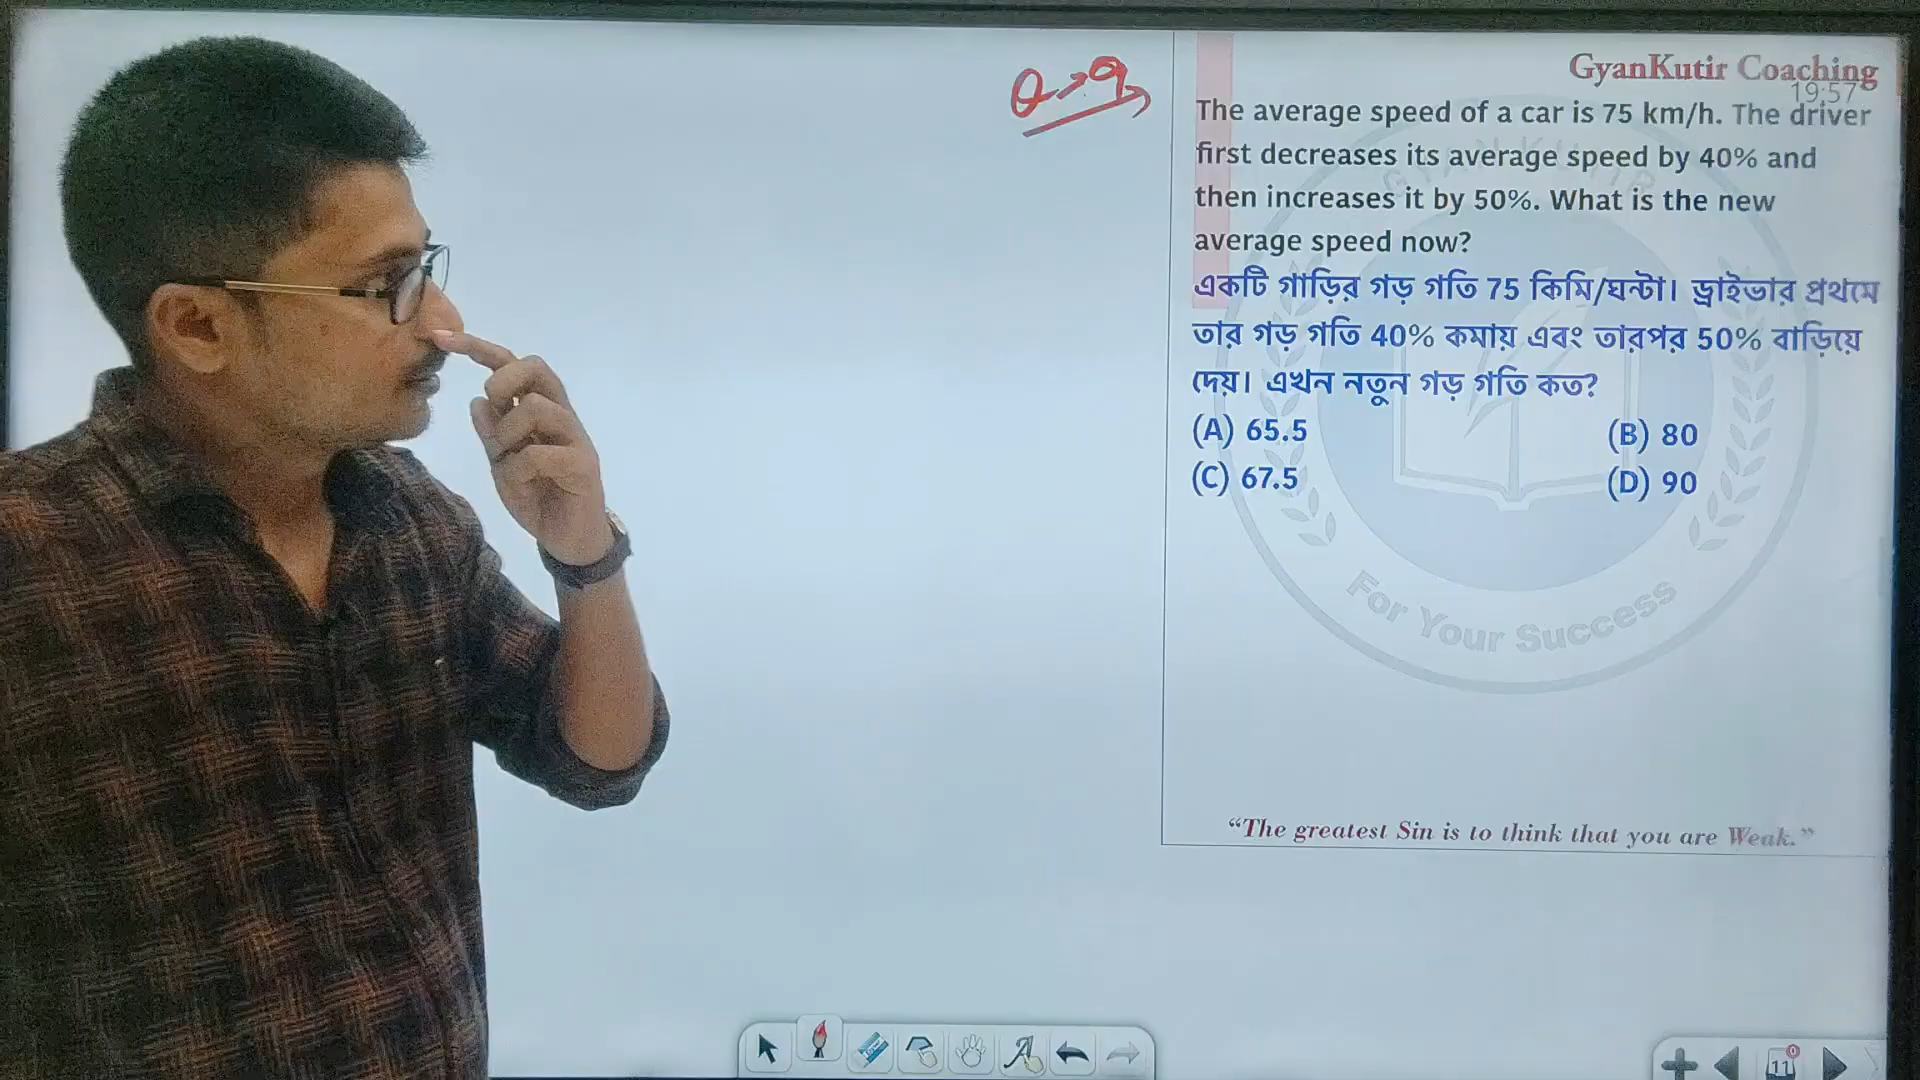 Q → 9
GyanKutir Coaching
19:57
The average speed of a car is 75 km/h. The driver
first decreases its average speed by 40% and
then increases it by 50%. What is the new
average speed now?
একটি গাড়ির গড় গতি 75 কিমি/ঘন্টা। ড্রাইভার প্রথমে
তার গড় গতি 40% কমায় এবং তারপর 50% বাড়িয়ে
দেয়। এখন নতুন গড় গতি কত?
(A) 65.5 (B) 80
(C) 67.5 (D) 90
GYANKUTIR
For Your Success
“The greatest Sin is to think that you are Weak.”
11
0